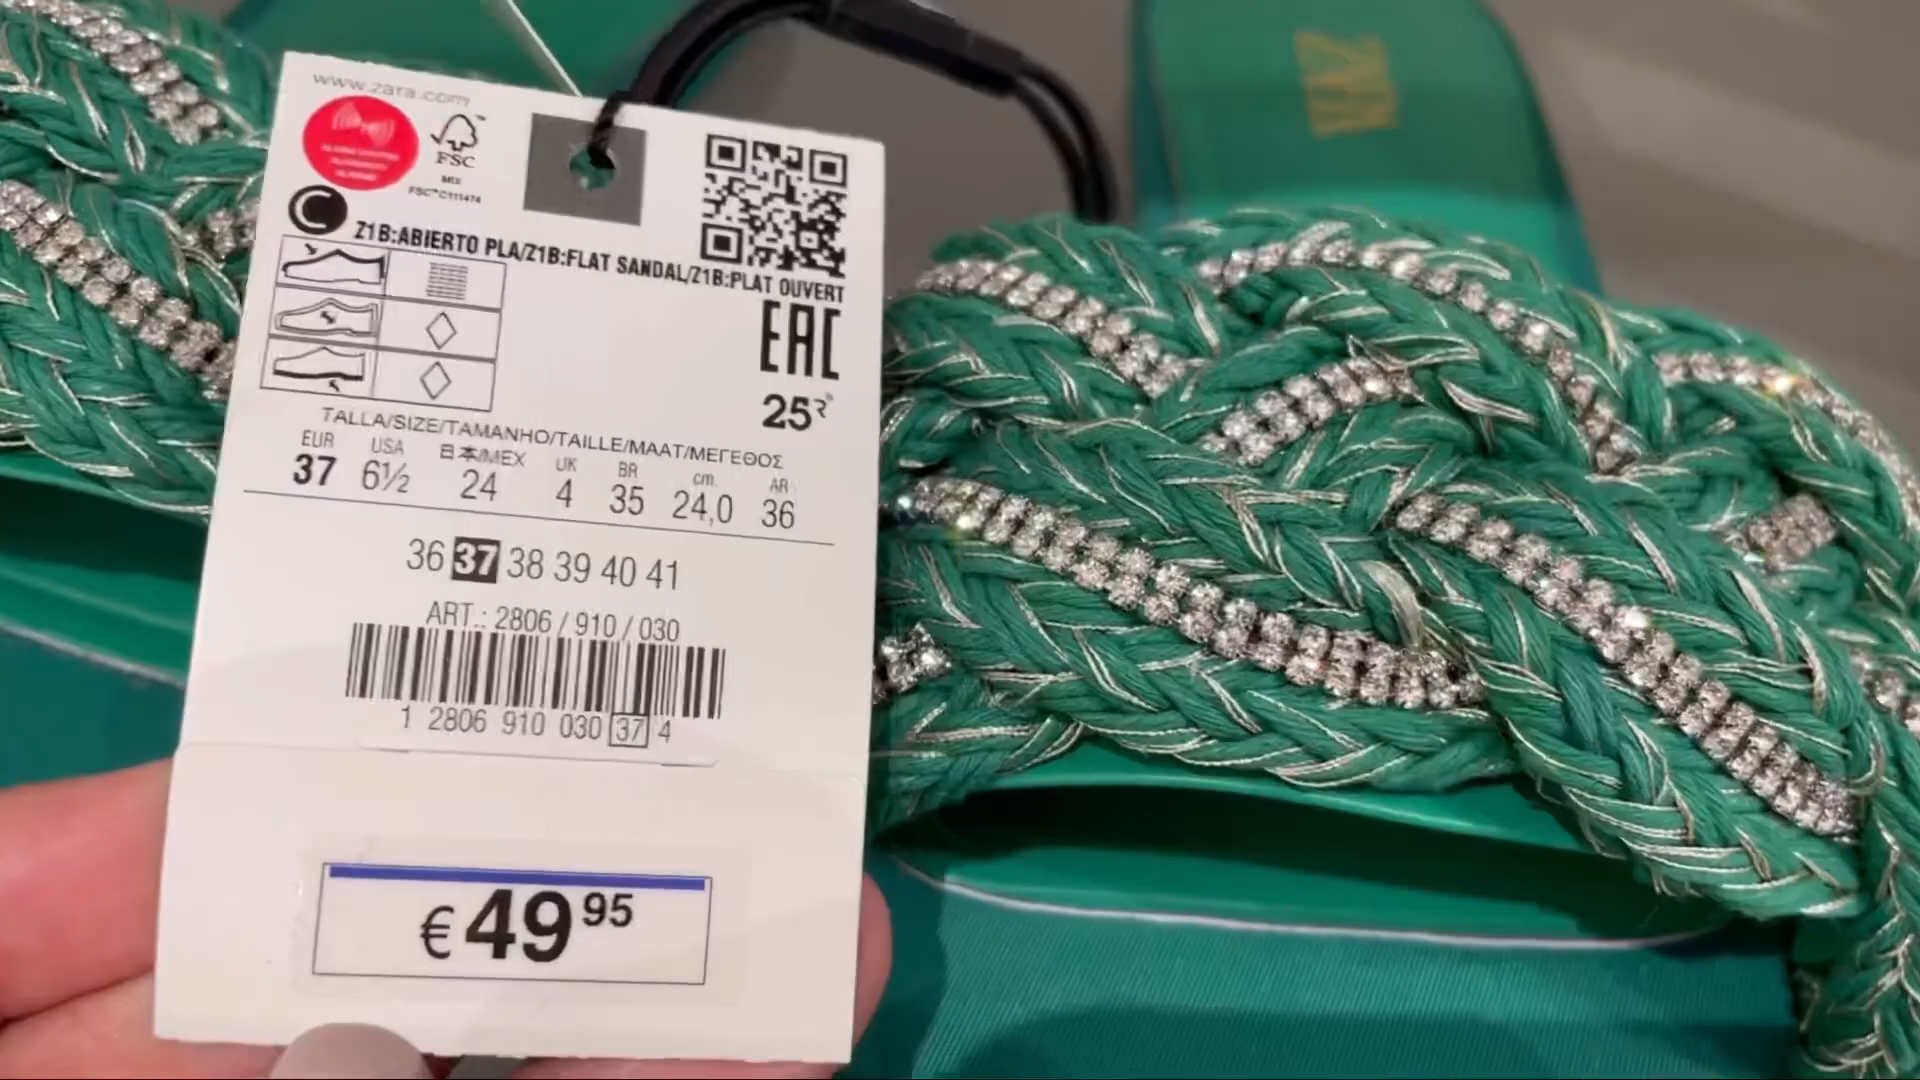 www.zara.com
FSC
MIX
FSC™ C111474
C
Z1B:ABIERTO PLA/Z1B:FLAT SANDAL/Z1B:PLAT OUVERT
EAC
25
TALLA/SIZE/TAMANHO/TAILLE/MAAT/ΜΕΓΕΘΟΣ
EUR USA 日本/MEX UK BR cm. AR
37 6½ 24 4 35 24,0 36
36 37 38 39 40 41
ART.: 2806 / 910 / 030
1 2806 910 030 37 4
€49 95
ZARA